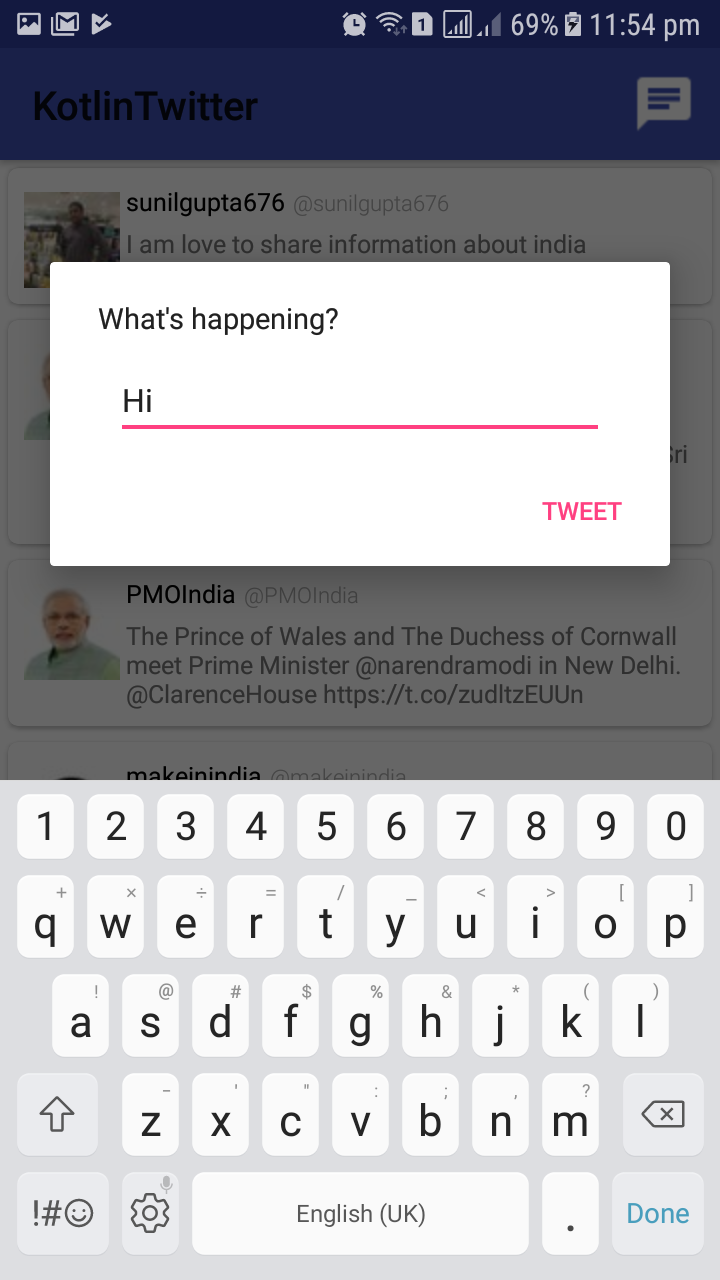 1 69% 11:54 pm
KotlinTwitter
sunilgupta676 @sunilgupta676
I am love to share information about india
What's happening?
Hi
Sri
TWEET
PMOIndia @PMOIndia
The Prince of Wales and The Duchess of Cornwall
meet Prime Minister @narendramodi in New Delhi.
@ClarenceHouse https://t.co/zudltzEUUn
makeinindia @makeinindia
1 2 3 4 5 6 7 8 9 0
+ × ÷ = / _ < > [ ]
q w e r t y u i o p
! @ # $ % & * ( )
a s d f g h j k l
- ' " : ; , ?
z x c v b n m
!#☺ English (UK) . Done